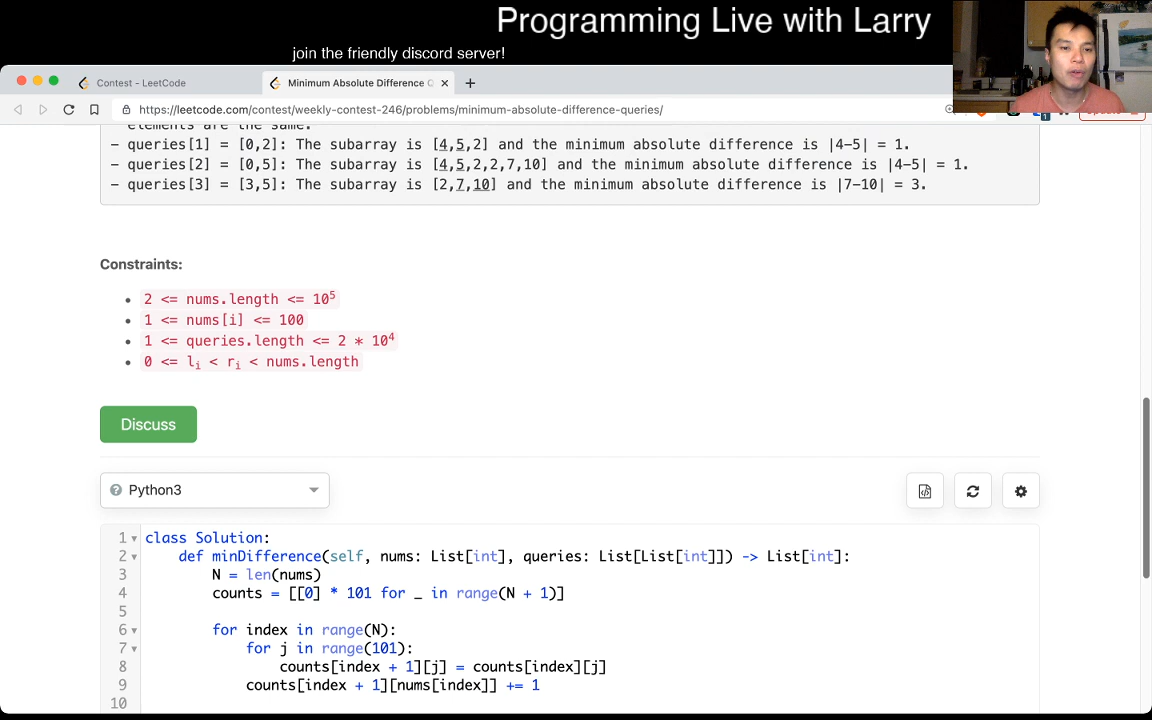 Programming Live with Larry
join the friendly discord server!
Contest - LeetCode
Minimum Absolute Difference Q
https://leetcode.com/contest/weekly-contest-246/problems/minimum-absolute-difference-queries/
elements are the same.
- queries[1] = [0,2]: The subarray is [4,5,2] and the minimum absolute difference is |4-5| = 1.
- queries[2] = [0,5]: The subarray is [4,5,2,2,7,10] and the minimum absolute difference is |4-5| = 1.
- queries[3] = [3,5]: The subarray is [2,7,10] and the minimum absolute difference is |7-10| = 3.
Constraints:
• 2 <= nums.length <= 10⁵
• 1 <= nums[i] <= 100
• 1 <= queries.length <= 2 * 10⁴
• 0 <= lᵢ < rᵢ < nums.length
Discuss
Python3
1 class Solution:
2 def minDifference(self, nums: List[int], queries: List[List[int]]) -> List[int]:
3 N = len(nums)
4 counts = [[0] * 101 for _ in range(N + 1)]
5
6 for index in range(N):
7 for j in range(101):
8 counts[index + 1][j] = counts[index][j]
9 counts[index + 1][nums[index]] += 1
10